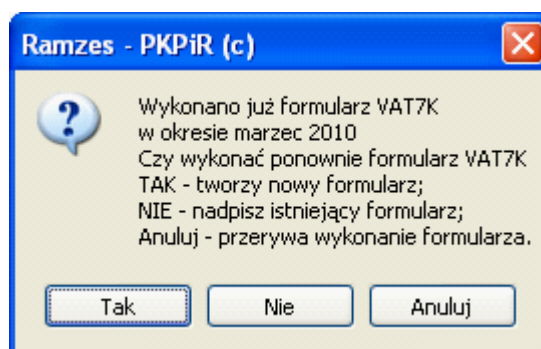 Ramzes - PKPiR (c)
Wykonano już formularz VAT7K
w okresie marzec 2010
Czy wykonać ponownie formularz VAT7K
TAK - tworzy nowy formularz;
NIE - nadpisz istniejący formularz;
Anuluj - przerywa wykonanie formularza.
Tak Nie Anuluj